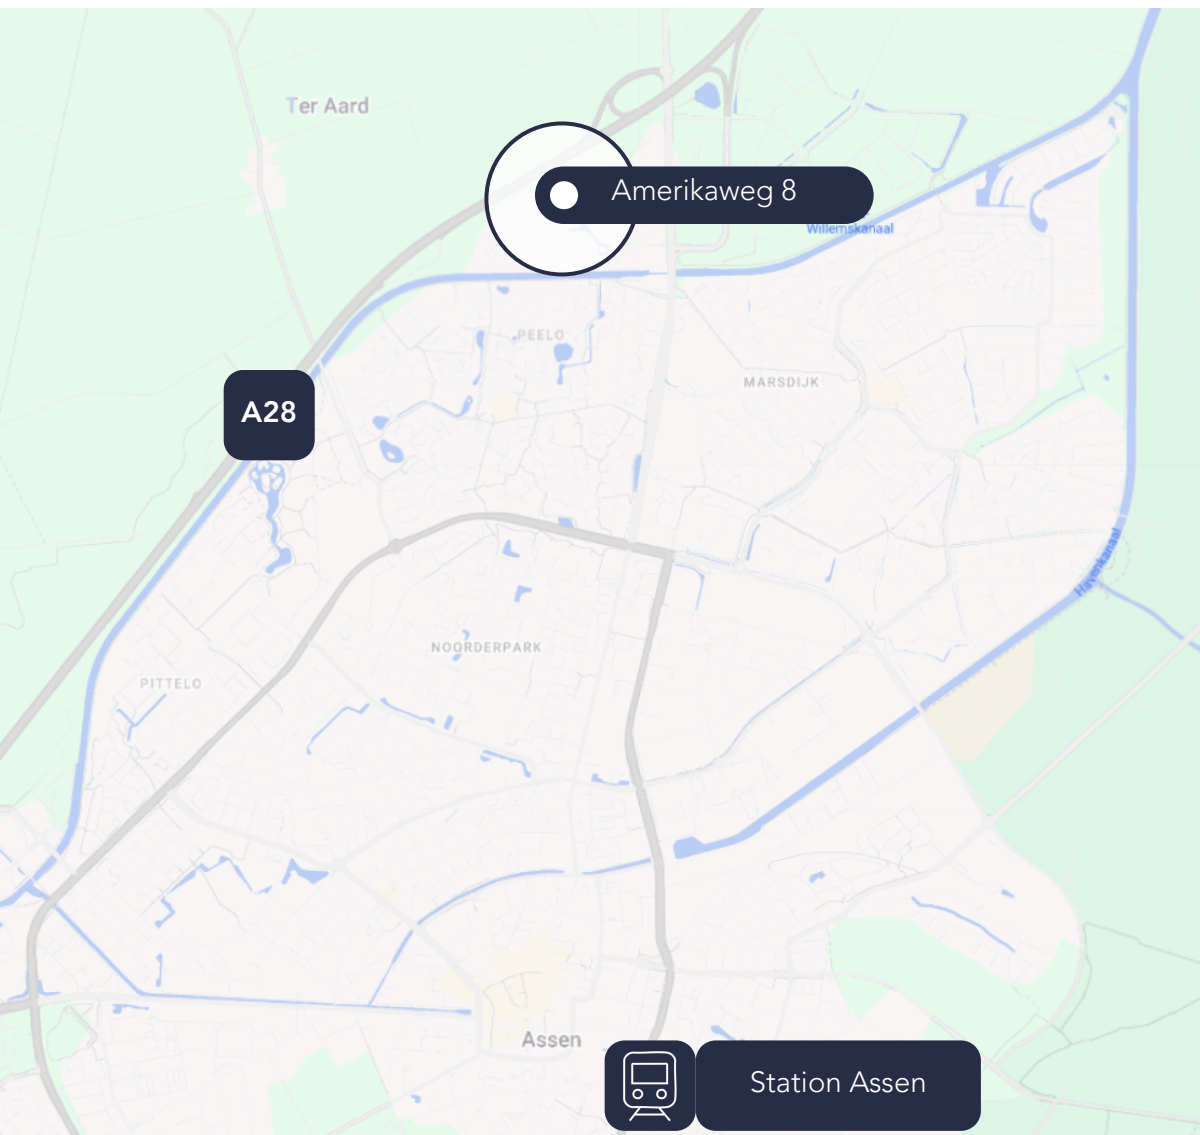 Ter Aard
Amerikaweg 8
Willemskanaal
PEELO
MARSDIJK
A28
Havenkanaal
NOORDERPARK
PITTELO
Assen
Station Assen